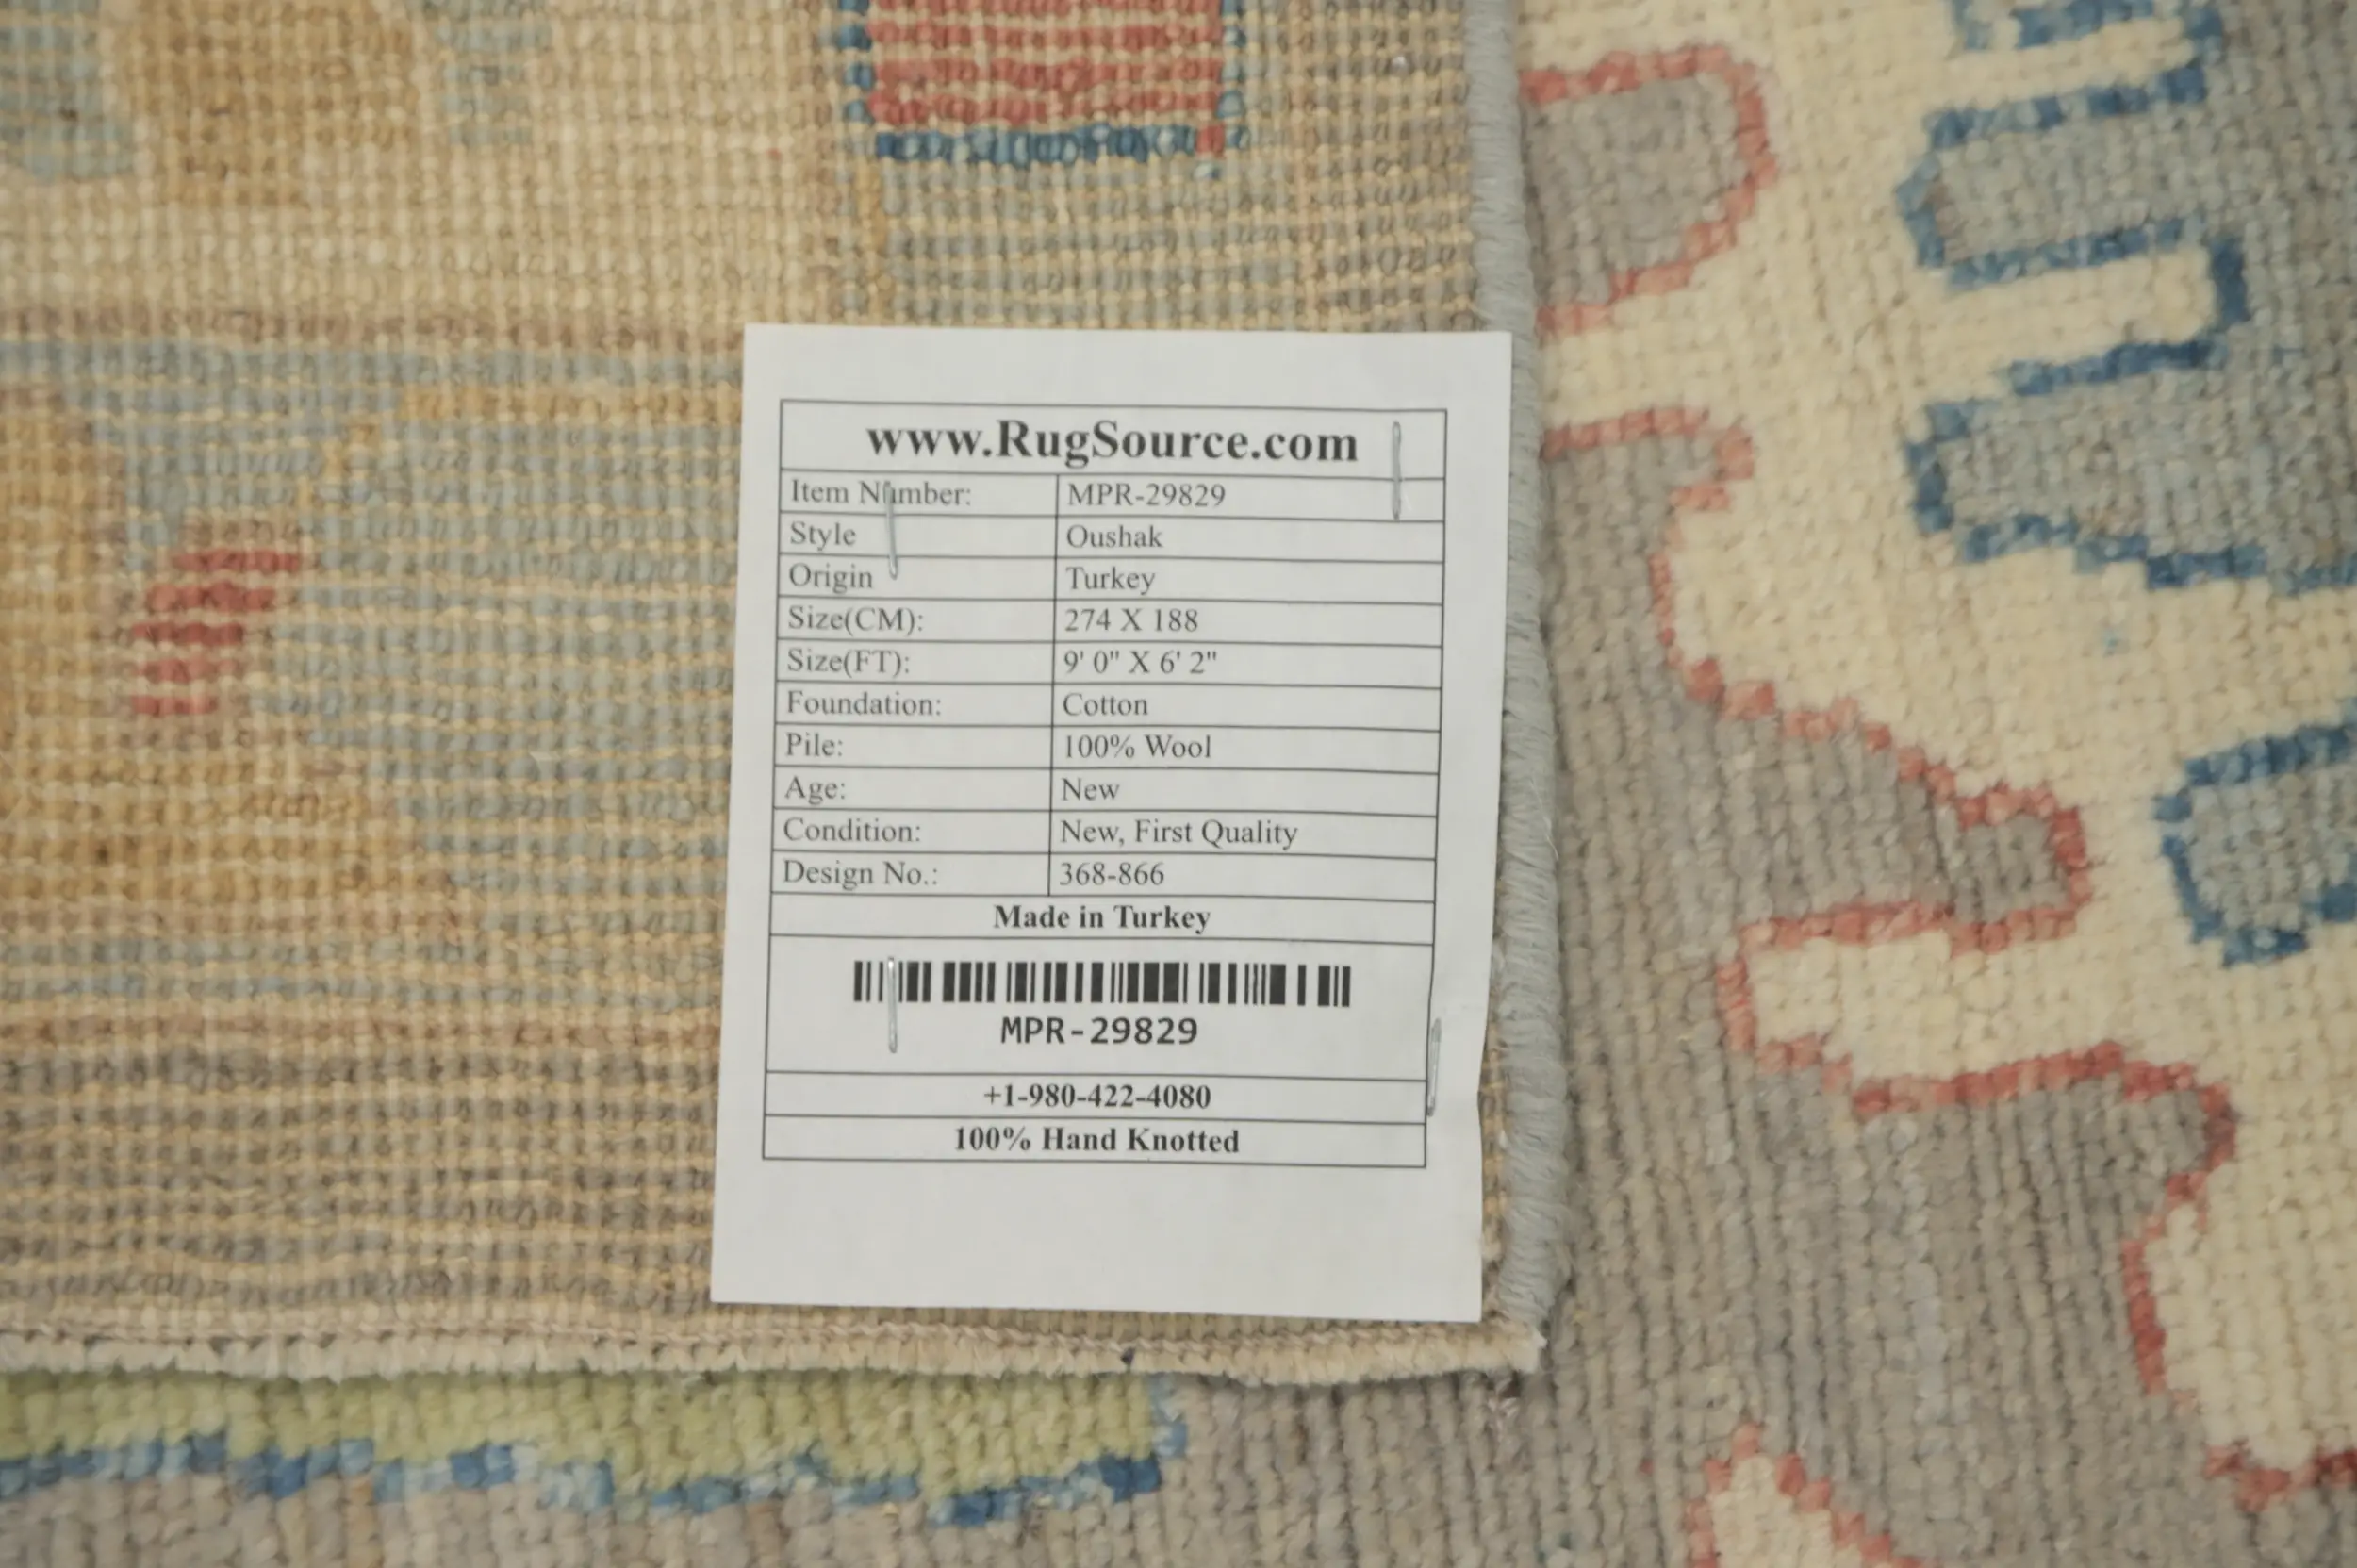 www.RugSource.com
Item Number: MPR-29829
Style Oushak
Origin Turkey
Size(CM): 274 X 188
Size(FT): 9' 0" X 6' 2"
Foundation: Cotton
Pile: 100% Wool
Age: New
Condition: New, First Quality
Design No.: 368-866
Made in Turkey
MPR-29829
+1-980-422-4080
100% Hand Knotted